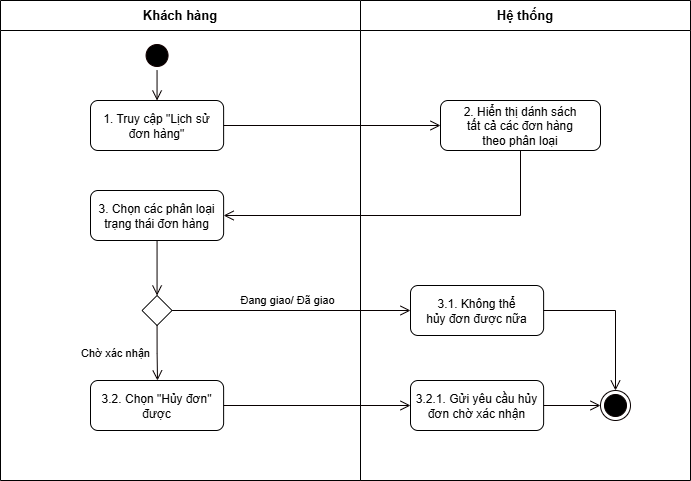 Khách hàng
Hệ thống
1. Truy cập "Lịch sử
đơn hàng"
2. Hiển thị dánh sách
tất cả các đơn hàng
theo phân loại
3. Chọn các phân loại
trạng thái đơn hàng
Đang giao/ Đã giao
3.1. Không thể
hủy đơn được nữa
Chờ xác nhận
3.2. Chọn "Hủy đơn"
được
3.2.1. Gửi yêu cầu hủy
đơn chờ xác nhận